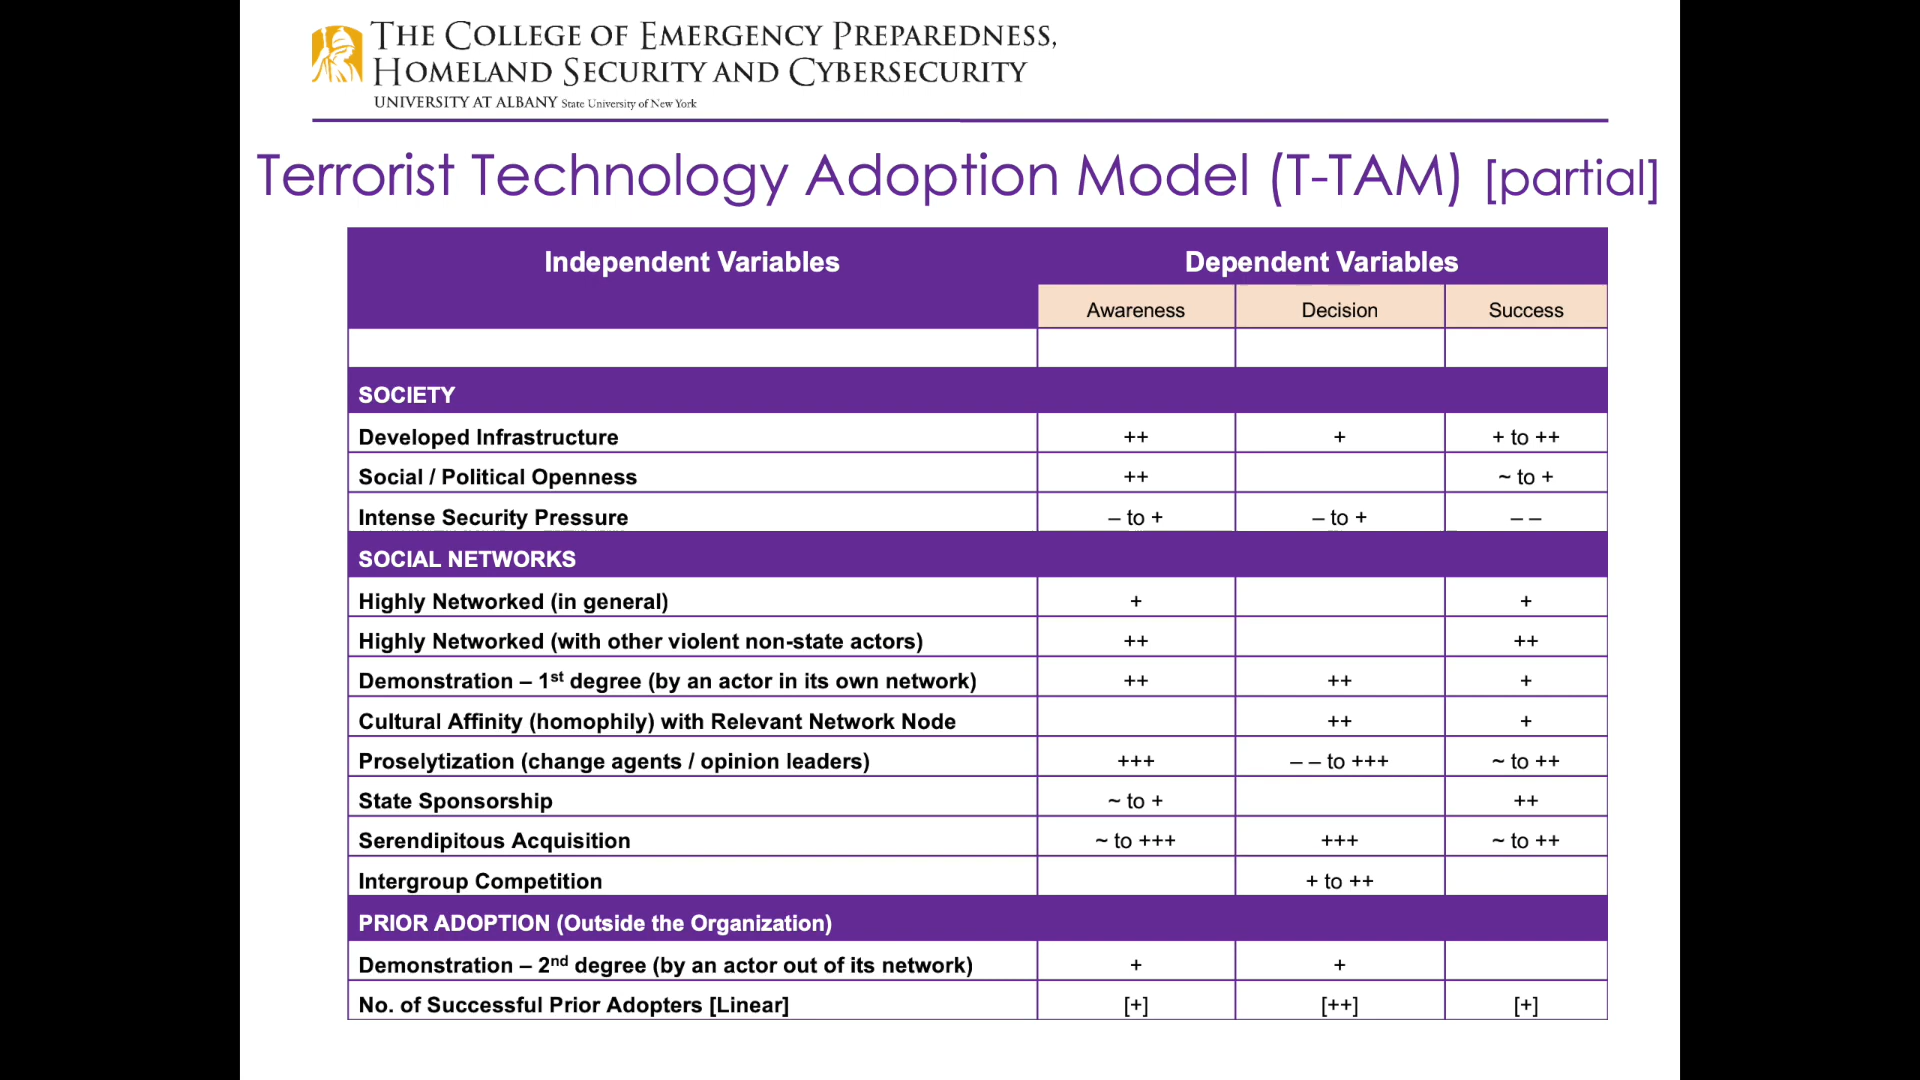 THE COLLEGE OF EMERGENCY PREPAREDNESS,
HOMELAND SECURITY AND CYBERSECURITY
UNIVERSITY AT ALBANY State University of New York
Terrorist Technology Adoption Model (T-TAM) [partial]
Independent Variables Dependent Variables
Awareness Decision Success
SOCIETY
Developed Infrastructure ++ + + to ++
Social / Political Openness ++ ~ to +
Intense Security Pressure – to + – to + – –
SOCIAL NETWORKS
Highly Networked (in general) + +
Highly Networked (with other violent non-state actors) ++ ++
Demonstration – 1st degree (by an actor in its own network) ++ ++ +
Cultural Affinity (homophily) with Relevant Network Node ++ +
Proselytization (change agents / opinion leaders) +++ – – to +++ ~ to ++
State Sponsorship ~ to + ++
Serendipitous Acquisition ~ to +++ +++ ~ to ++
Intergroup Competition + to ++
PRIOR ADOPTION (Outside the Organization)
Demonstration – 2nd degree (by an actor out of its network) + +
No. of Successful Prior Adopters [Linear] [+] [++] [+]